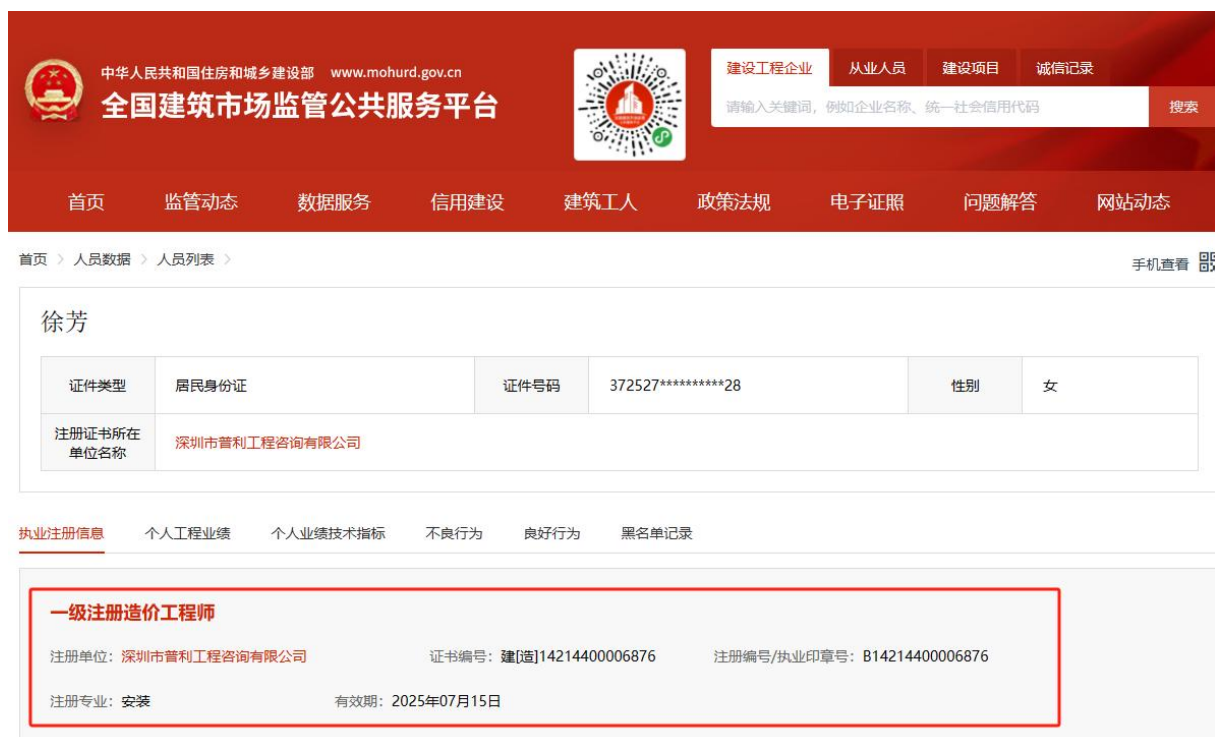 中华人民共和国住房和城乡建设部 www.mohurd.gov.cn
全国建筑市场监管公共服务平台
建设工程企业 从业人员 建设项目 诚信记录
请输入关键词，例如企业名称、统一社会信用代码 搜索
首页 监管动态 数据服务 信用建设 建筑工人 政策法规 电子证照 问题解答 网站动态
首页 > 人员数据 > 人员列表 >
手机查看
徐芳
证件类型 居民身份证 证件号码 372527**********28 性别 女
注册证书所在
单位名称
深圳市普利工程咨询有限公司
执业注册信息 个人工程业绩 个人业绩技术指标 不良行为 良好行为 黑名单记录
一级注册造价工程师
注册单位：深圳市普利工程咨询有限公司 证书编号：建[造]14214400006876 注册编号/执业印章号：B14214400006876
注册专业：安装 有效期：2025年07月15日